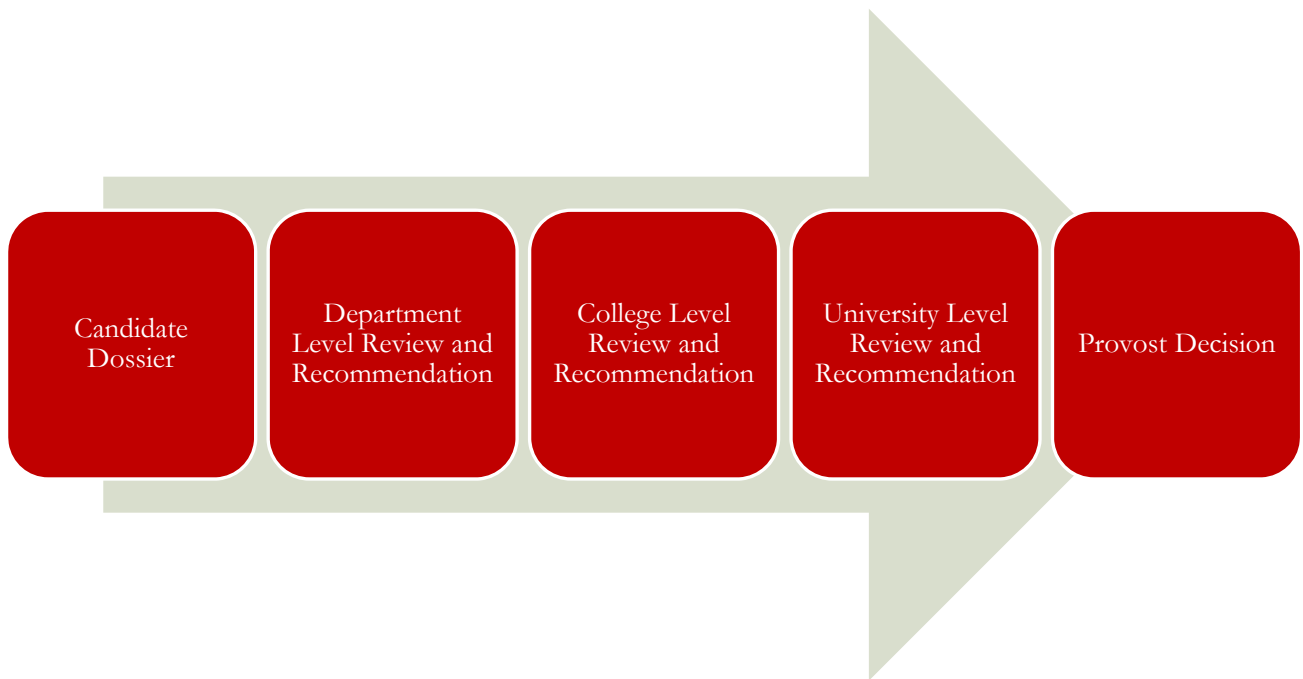 Candidate
Dossier
Department
Level Review and
Recommendation
College Level
Review and
Recommendation
University Level
Review and
Recommendation
Provost Decision